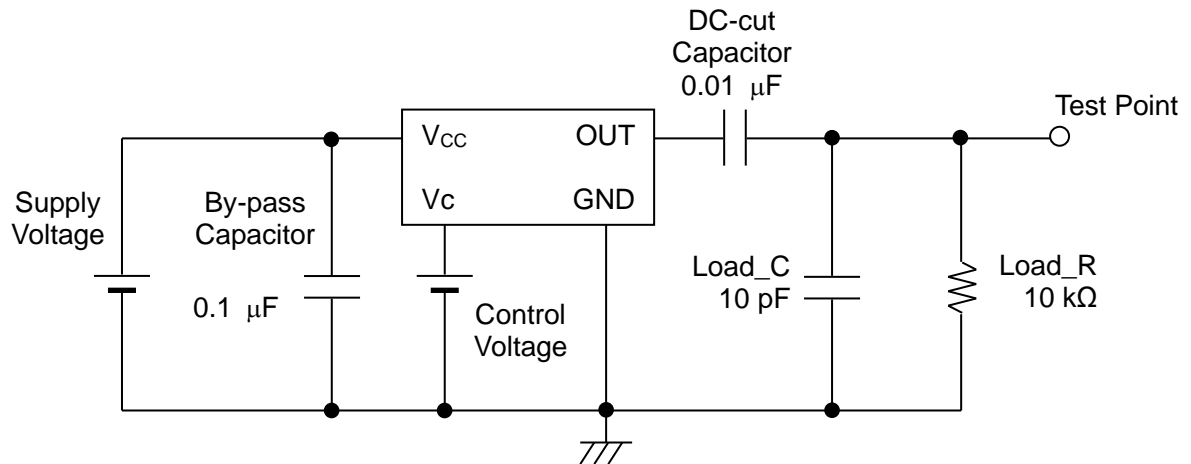 DC-cut
Capacitor
0.01 μF
Test Point
VCC
OUT
Vc
GND
Supply
Voltage
By-pass
Capacitor
0.1 μF
Control
Voltage
Load_C
10 pF
Load_R
10 kΩ